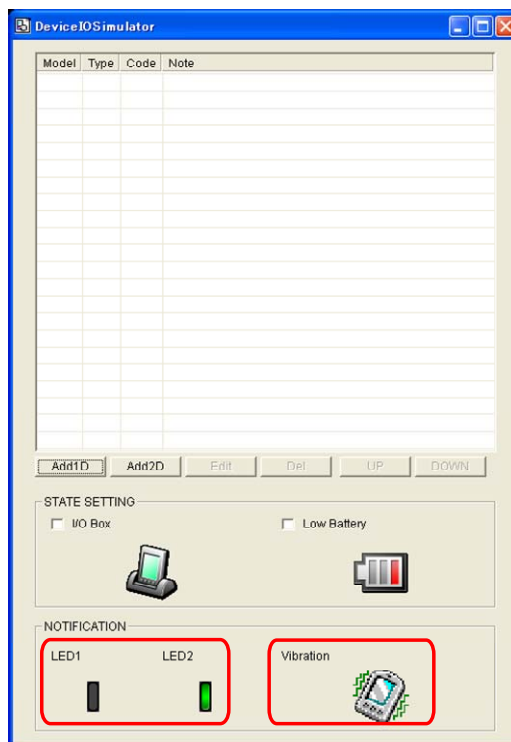 DeviceIOSimulator
Model Type Code Note
Add1D Add2D Edit Del UP DOWN
STATE SETTING
I/O Box Low Battery
NOTIFICATION
LED1 LED2 Vibration